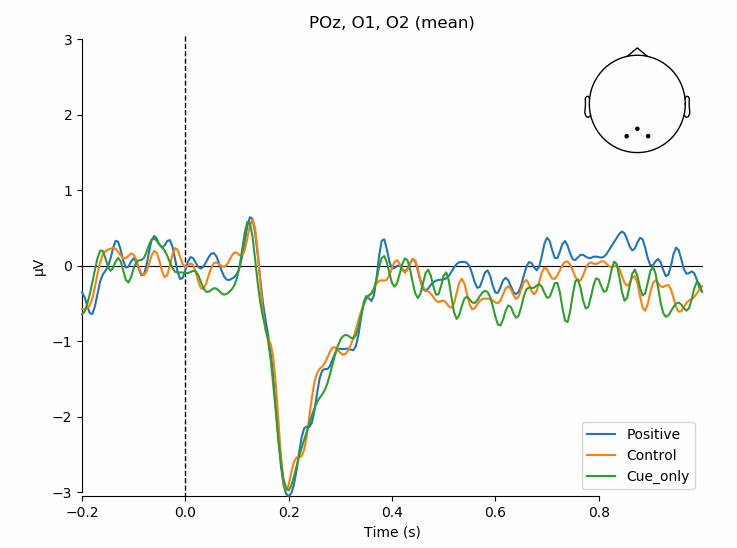 POz, O1, O2 (mean)
3
2
1
0
−1
−2
−3
µV
−0.2 0.0 0.2 0.4 0.6 0.8
Time (s)
Positive
Control
Cue_only